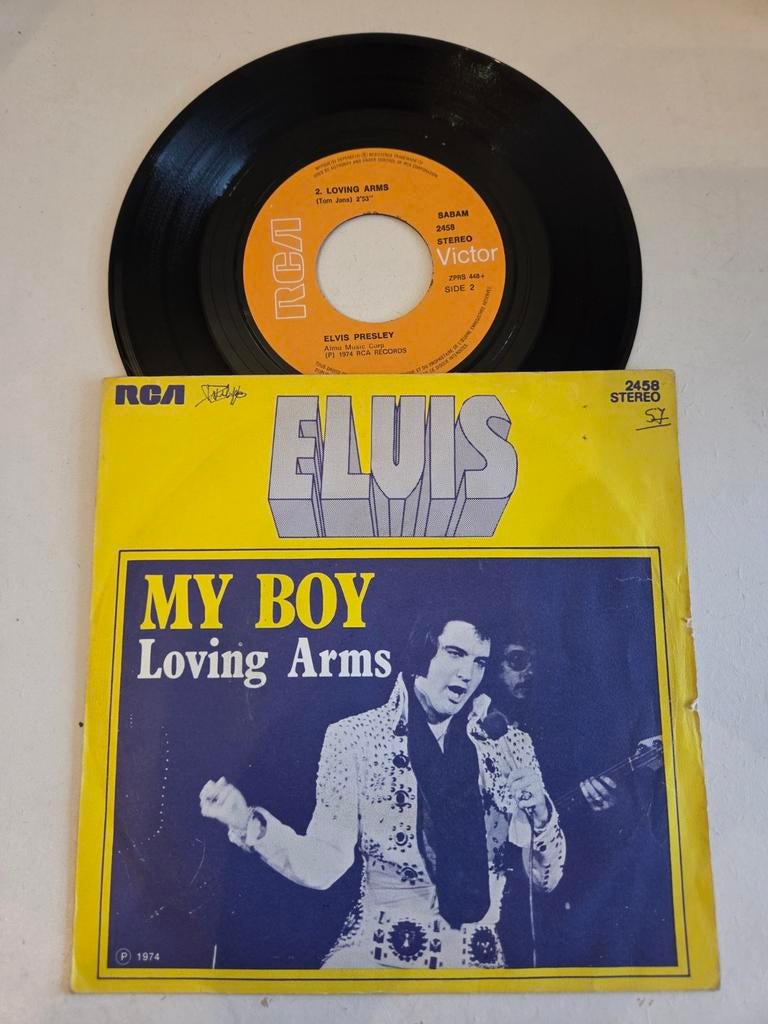 2. LOVING ARMS
(Tom Jans) 2'53"
SABAM
2458
STEREO
RCA
Victor
ZPRS 448+
SIDE 2
ELVIS PRESLEY
Almo Music Corp
(P) 1974 RCA RECORDS
RCA
2458
STEREO
57
ELVIS
MY BOY
Loving Arms
Ⓟ 1974